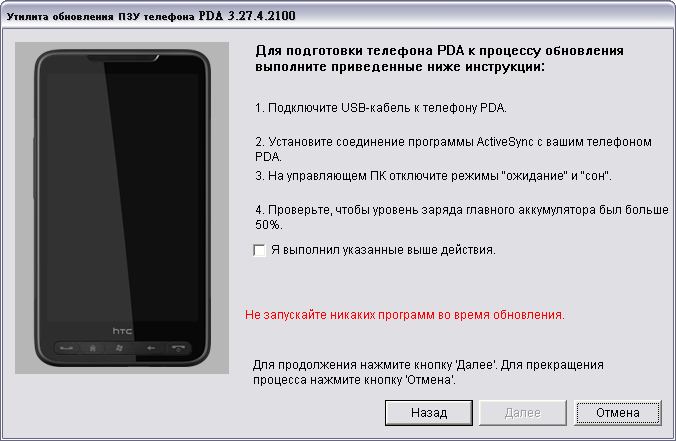 Утилита обновления ПЗУ телефона PDA 3.27.4.2100
Для подготовки телефона PDA к процессу обновления
выполните приведенные ниже инструкции:
1. Подключите USB-кабель к телефону PDA.
2. Установите соединение программы ActiveSync с вашим телефоном
PDA.
3. На управляющем ПК отключите режимы "ожидание" и "сон".
4. Проверьте, чтобы уровень заряда главного аккумулятора был больше
50%.
Я выполнил указанные выше действия.
Не запускайте никаких программ во время обновления.
hTC
Для продолжения нажмите кнопку 'Далее'. Для прекращения
процесса нажмите кнопку 'Отмена'.
Назад Далее Отмена